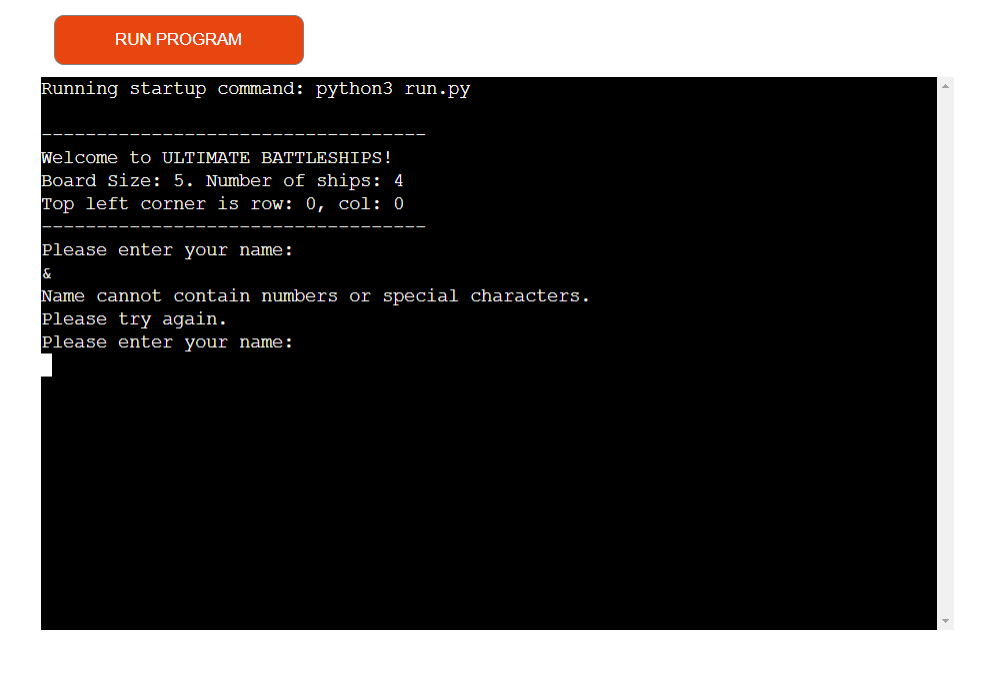 RUN PROGRAM
Running startup command: python3 run.py
-----------------------------------
Welcome to ULTIMATE BATTLESHIPS!
Board Size: 5. Number of ships: 4
Top left corner is row: 0, col: 0
-----------------------------------
Please enter your name:
&
Name cannot contain numbers or special characters.
Please try again.
Please enter your name: